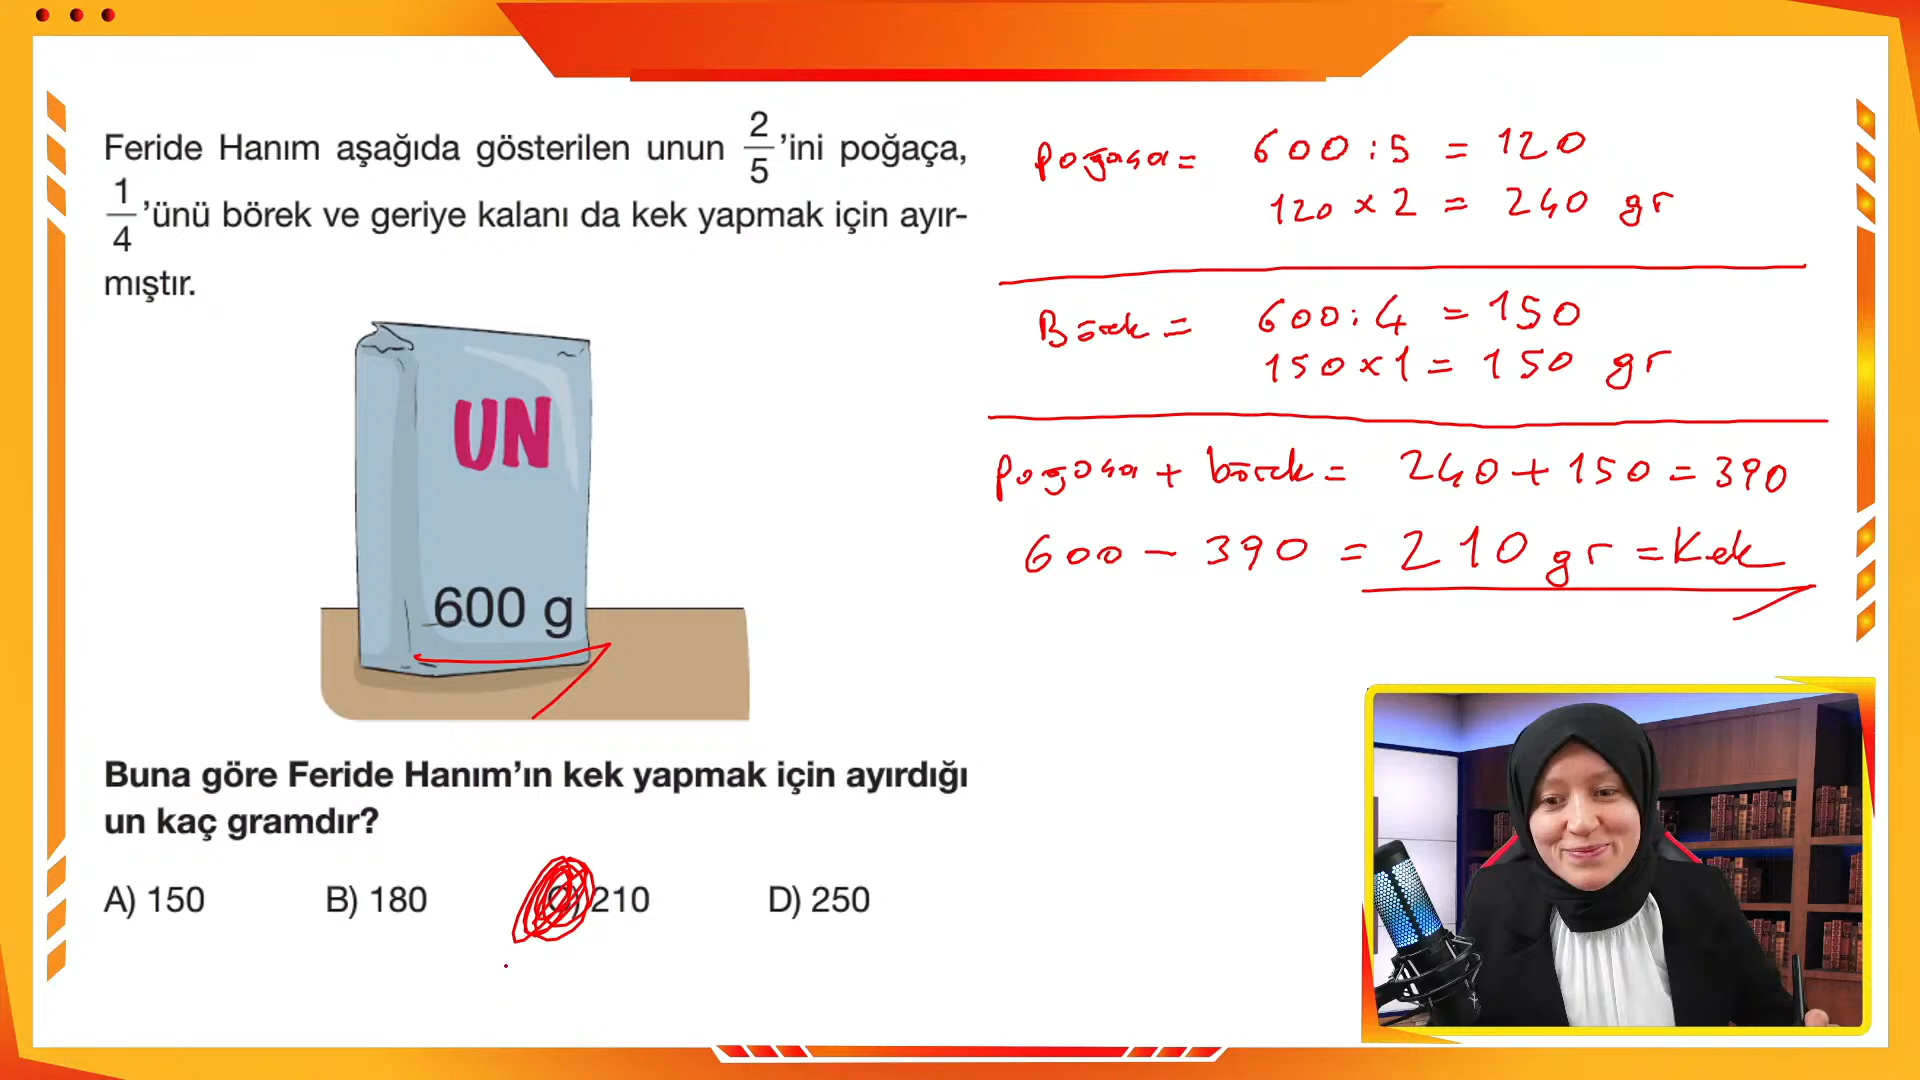 Feride Hanım aşağıda gösterilen unun 2/5 'ini poğaça,
1/4 'ünü börek ve geriye kalanı da kek yapmak için ayır-
mıştır.
UN
600 g
Buna göre Feride Hanım'ın kek yapmak için ayırdığı
un kaç gramdır?
A) 150 B) 180 C) 210 D) 250
Poğaça = 600 : 5 = 120
120 x 2 = 240 gr
Börek = 600 : 4 = 150
150 x 1 = 150 gr
Poğaça + börek = 240 + 150 = 390
600 - 390 = 210 gr = Kek